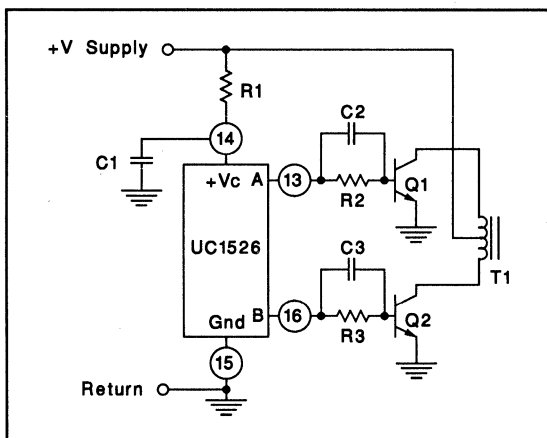 +V Supply
R1
C2
14
C1
+Vc A
13
Q1
R2
UC1526
C3
T1
B
16
Q2
Gnd
R3
15
Return